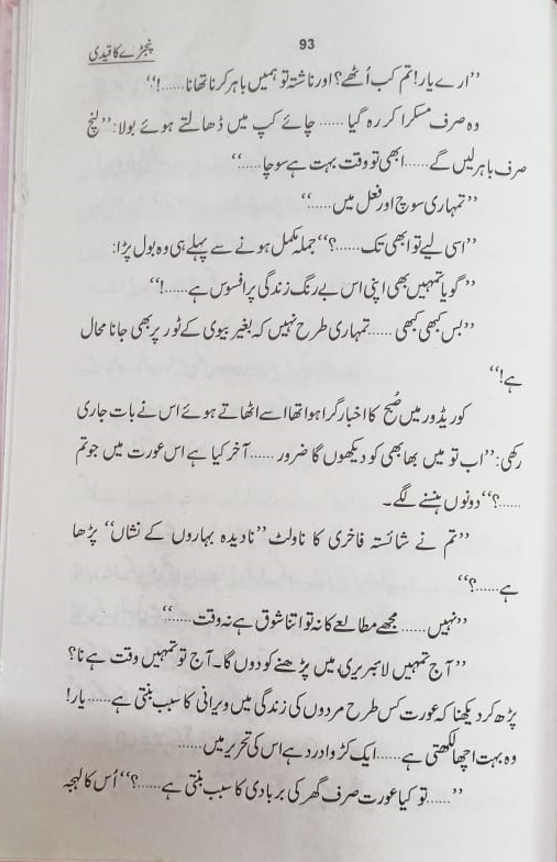 93
پنجڑے کا قیدی
”ارے یار! تم کب اُٹھے؟ اور ناشتہ تو ہمیں باہر کرنا تھا نا......!“
وہ صرف مسکرا کر رہ گیا ...... چائے کپ میں ڈھالتے ہوئے بولا: ”لنچ
صرف باہر لیں گے......ابھی تو وقت بہت ہے سوچا......“
”تمہاری سوچ اور فعل میں......“
”اسی لیے تو ابھی تک......؟“ جملہ مکمل ہونے سے پہلے ہی وہ بول پڑا:
”گویا تمہیں بھی اپنی اس بے رنگ زندگی پر افسوس ہے......!“
”بس کبھی کبھی......تمہاری طرح نہیں کہ بغیر بیوی کے ٹور پر بھی جانا محال
ہے!“
کوریڈور میں صُبح کا اخبار گرا ہوا تھا اسے اٹھاتے ہوئے اس نے بات جاری
رکھی: ”اب تو میں بھابھی کو دیکھوں گا ضرور ......آخر کیا ہے اس عورت میں جو تم
......؟“ دونوں ہنسنے لگے۔
”تم نے شائستہ فاخری کا ناولٹ ”نادیدہ بہاروں کے نشاں“ پڑھا
ہے......؟“
”نہیں......مجھے مطالعے کا نہ تو اتنا شوق ہے نہ وقت......“
”آج تمہیں لائبریری میں پڑھنے کو دوں گا۔ آج تو تمہیں وقت ہے نا؟
پڑھ کر دیکھنا کہ عورت کس طرح مردوں کی زندگی میں ویرانی کا سبب بنتی ہے......یار!
وہ بہت اچھا لکھتی ہے......ایک کڑوا درد ہے اس کی تحریر میں......
”......تو کیا عورت صرف گھر کی بربادی کا سبب بنتی ہے......؟“ اُس کا لہجہ